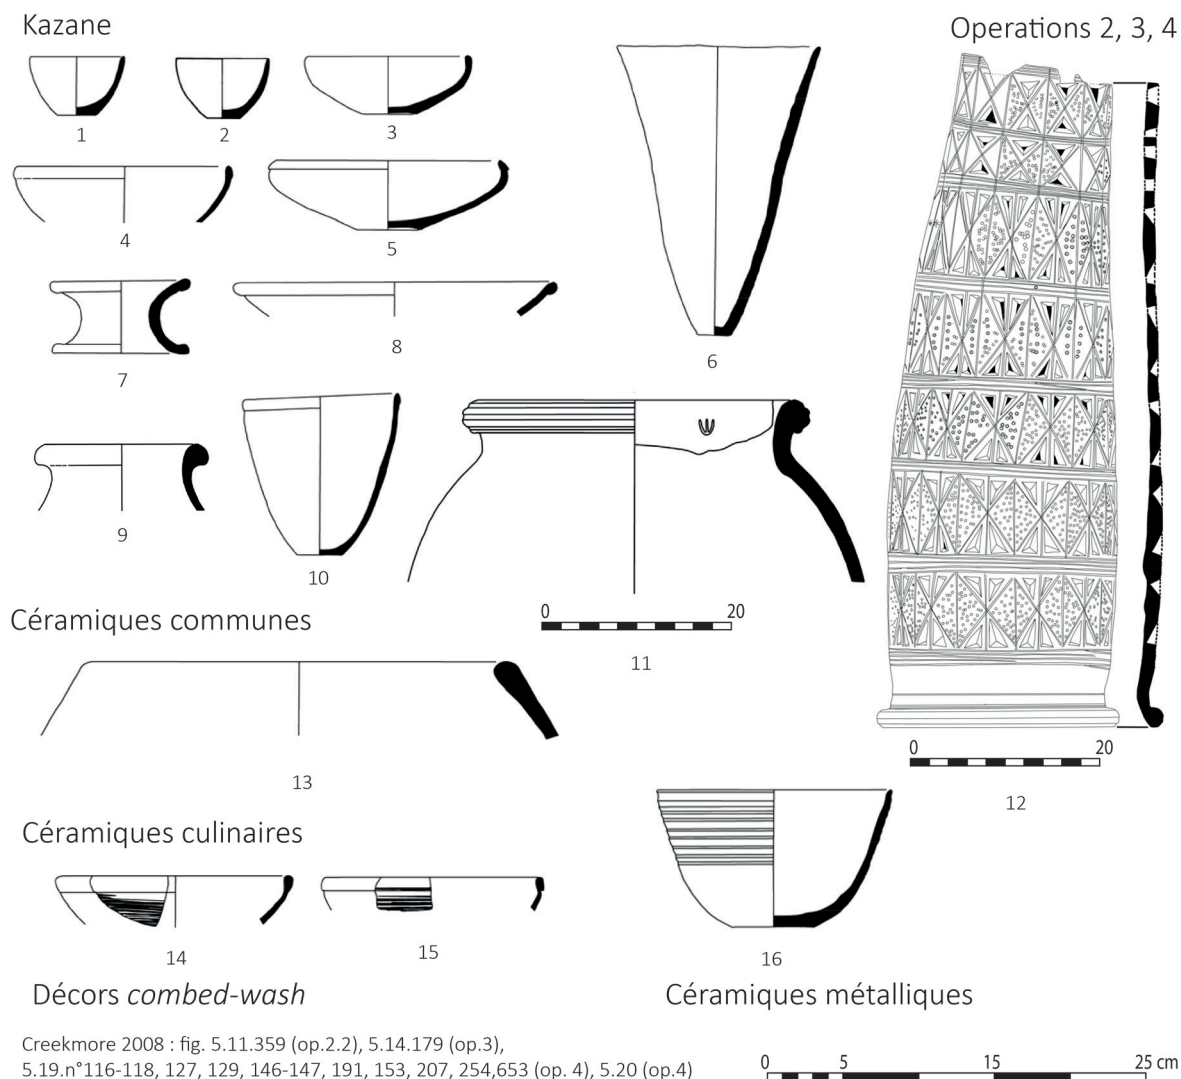 Kazane
Operations 2, 3, 4
1
2
3
4
5
6
7
8
9
10
0 20
11
0 20
12
Céramiques communes
13
Céramiques culinaires
14
15
16
Décors combed-wash
Céramiques métalliques
Creekmore 2008 : fig. 5.11.359 (op.2.2), 5.14.179 (op.3),
5.19.n°116-118, 127, 129, 146-147, 191, 153, 207, 254,653 (op. 4), 5.20 (op.4)
0 5 15 25 cm